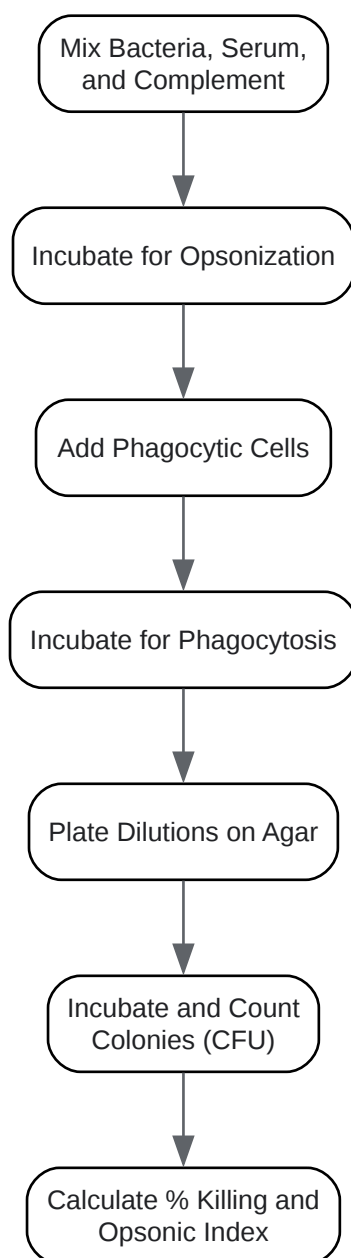 Mix Bacteria, Serum,
and Complement
Incubate for Opsonization
Add Phagocytic Cells
Incubate for Phagocytosis
Plate Dilutions on Agar
Incubate and Count
Colonies (CFU)
Calculate % Killing and
Opsonic Index